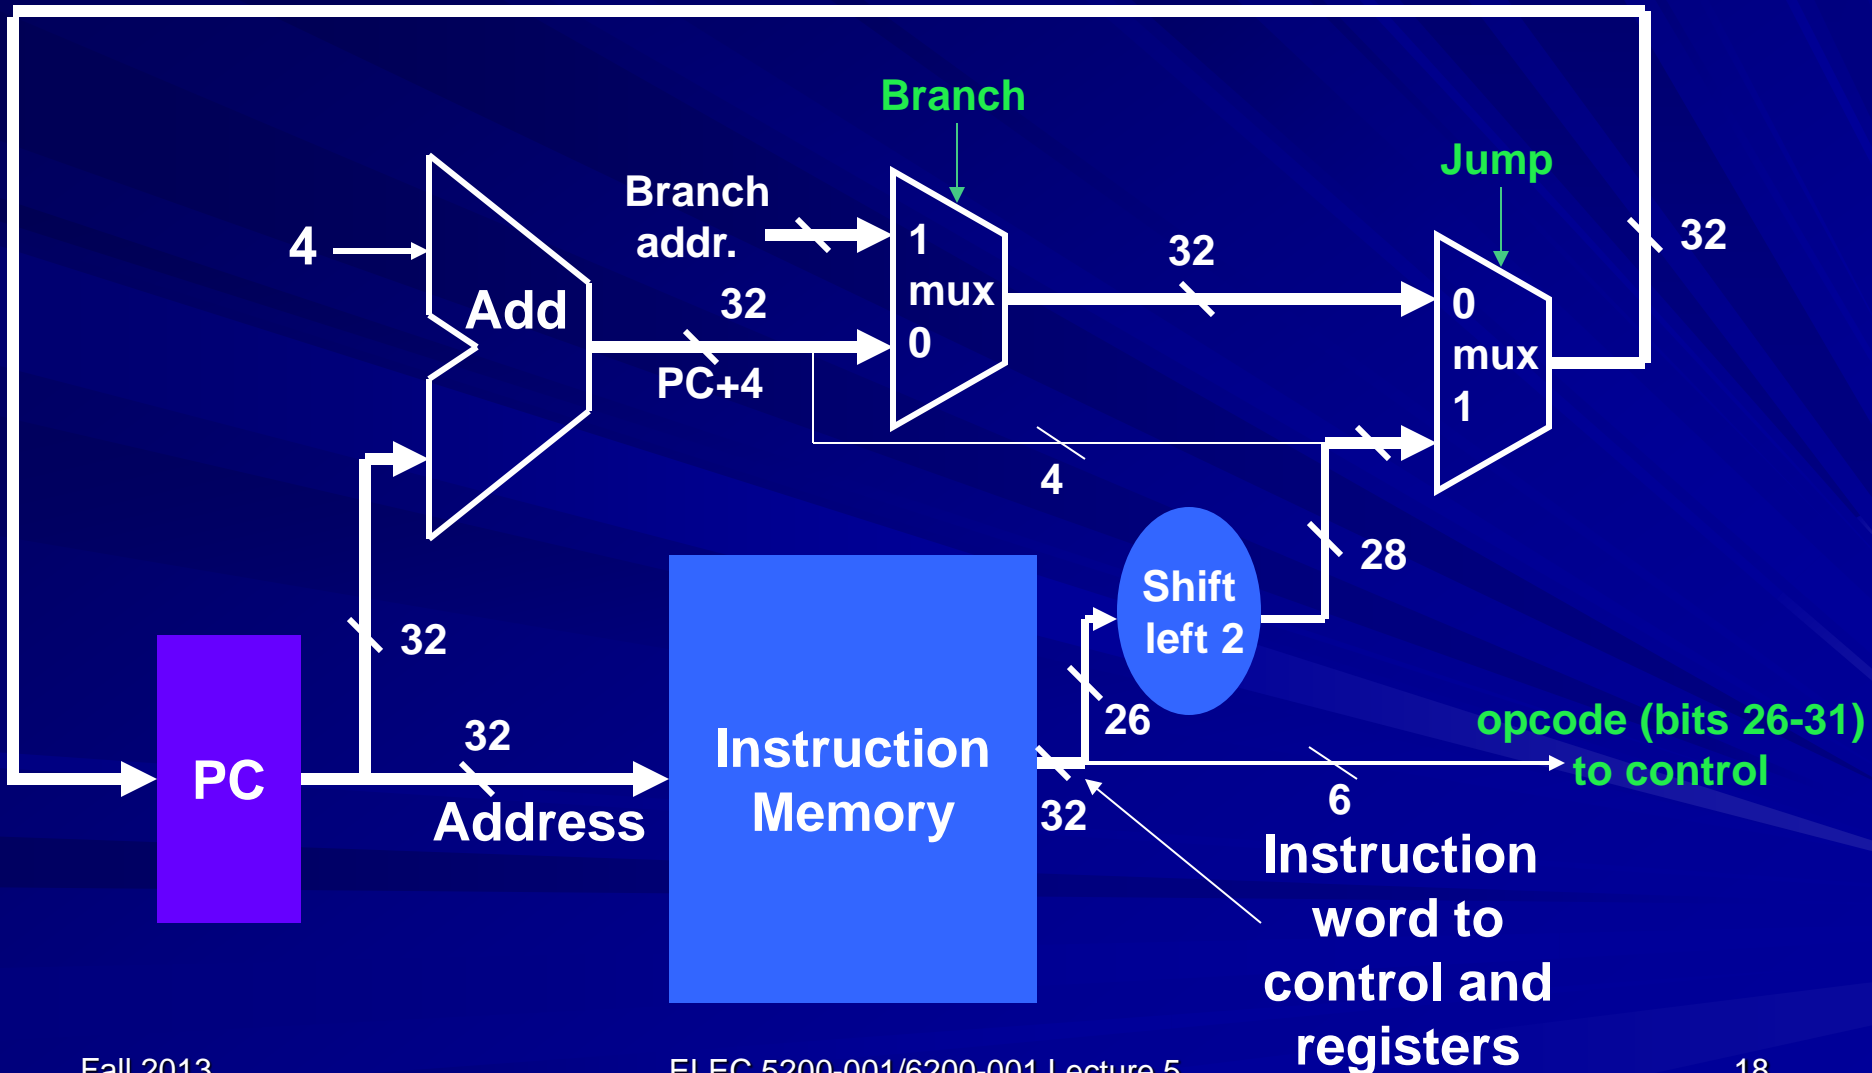 Branch
Jump
Branch
addr.
4
1
mux
0
32
32
0
mux
1
32
Add
32
PC+4
4
28
Shift
left 2
32
26
opcode (bits 26-31)
to control
32
PC
Address
Instruction
Memory
32
6
Instruction
word to
control and
registers
Fall 2013
ELEC 5200-001/6200-001 Lecture 5
18